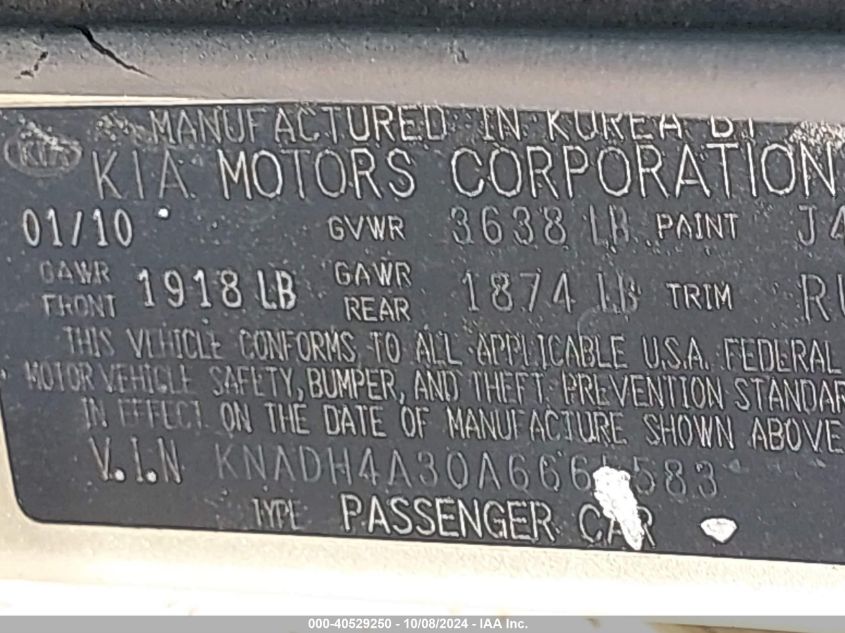 KIA
MANUFACTURED IN KOREA BY
KIA MOTORS CORPORATION
01/10 GVWR 3638 LB PAINT
GAWR FRONT 1918 LB GAWR REAR 1874 LB TRIM
THIS VEHICLE CONFORMS TO ALL APPLICABLE U.S.A. FEDERAL
MOTOR VEHICLE SAFETY, BUMPER, AND THEFT PREVENTION
IN EFFECT ON THE DATE OF MANUFACTURE SHOWN ABOVE
V.I.N
TYPE PASSENGER CAR
000-40529250 - 10/08/2024 - IAA Inc.